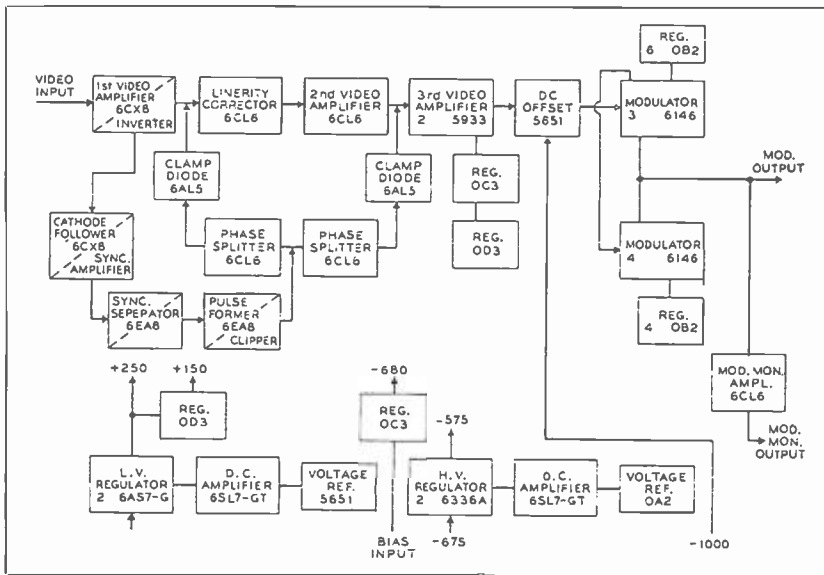 VIDEO
INPUT
1st VIDEO
AMPLIFIER
6CX8
INVERTER
LINERITY
CORRECTOR
6CL6
2nd VIDEO
AMPLIFIER
6CL6
3rd VIDEO
AMPLIFIER
2 5933
DC
OFFSET
5651
REG.
6 OB2
MODULATOR
3 6146
MOD.
OUTPUT
CLAMP
DIODE
6AL5
CLAMP
DIODE
6AL5
REG.
OC3
REG.
OD3
CATHODE
FOLLOWER
6CX8
SYNC.
AMPLIFIER
PHASE
SPLITTER
6CL6
PHASE
SPLITTER
6CL6
MODULATOR
4 6146
REG.
4 OB2
SYNC.
SEPERATOR
6EA8
PULSE
FORMER
6EA8
CLIPPER
MOD. MON.
AMPL.
6CL6
MOD.
MON.
OUTPUT
+250
+150
REG.
OD3
-680
REG.
OC3
-575
L.V.
REGULATOR
2 6AS7-G
D.C.
AMPLIFIER
6SL7-GT
VOLTAGE
REF.
5651
H.V.
REGULATOR
2 6336A
D.C.
AMPLIFIER
6SL7-GT
VOLTAGE
REF.
OA2
BIAS
INPUT
-675
-1000